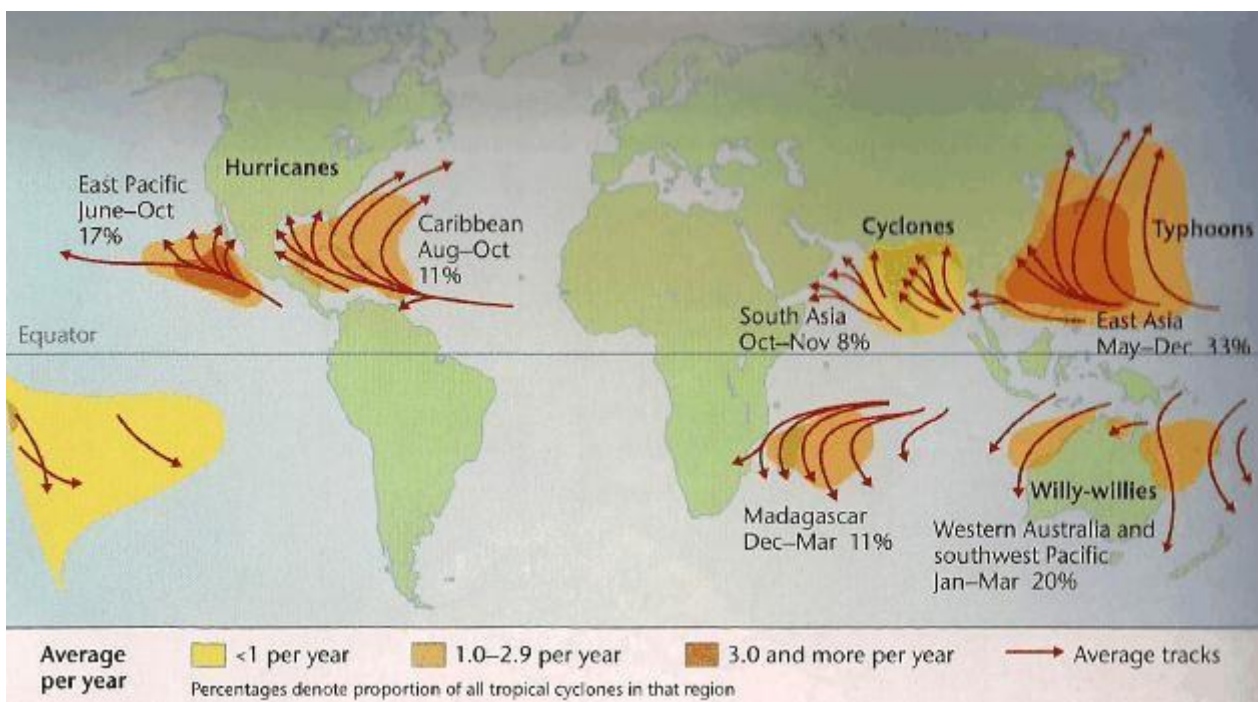 Hurricanes
East Pacific
June–Oct
17%
Caribbean
Aug–Oct
11%
Cyclones
Typhoons
South Asia
Oct–Nov 8%
East Asia
May–Dec 33%
Equator
Madagascar
Dec–Mar 11%
Willy-willies
Western Australia and
southwest Pacific
Jan–Mar 20%
Average
per year
<1 per year
1.0–2.9 per year
3.0 and more per year
Average tracks
Percentages denote proportion of all tropical cyclones in that region